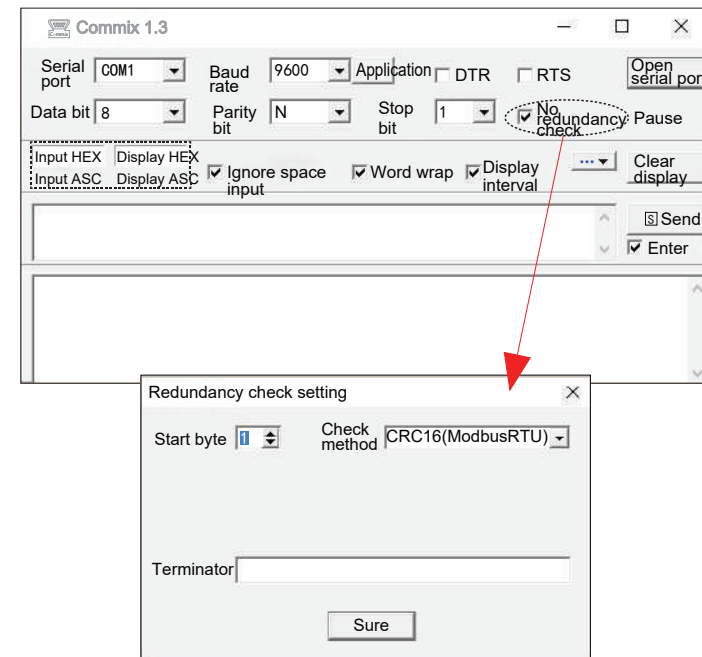 Commix 1.3
Serial port COM1 Baud rate 9600 Application DTR RTS Open serial por
Data bit 8 Parity bit N Stop bit 1 No redundancy check Pause
Input HEX Display HEX
Input ASC Display ASC Ignore space input Word wrap Display interval ... Clear display
S Send
Enter
Redundancy check setting
Start byte 1 Check method CRC16(ModbusRTU)
Terminator
Sure